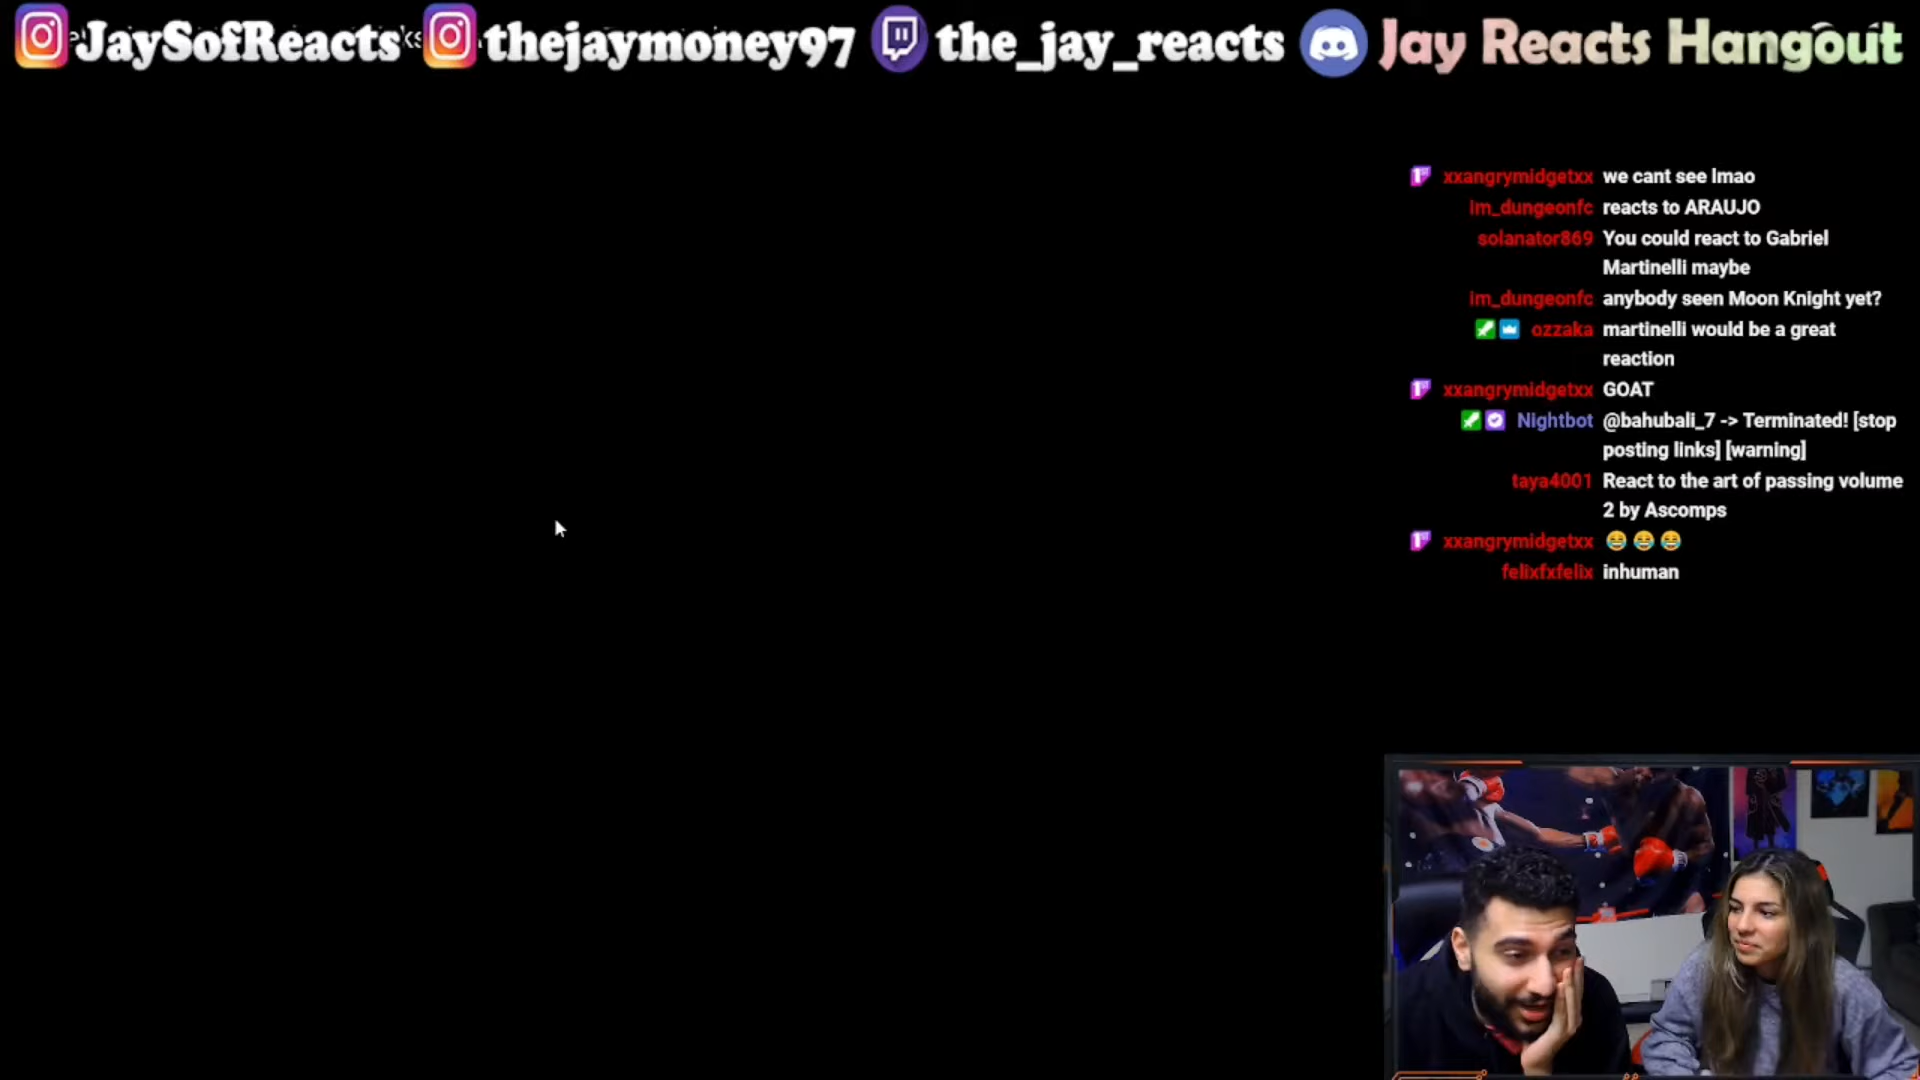 JaySofReacts thejaymoney97 the_jay_reacts Jay Reacts Hangout
xxangrymidgetxx we cant see lmao
im_dungeonfc reacts to ARAUJO
solanator869 You could react to Gabriel
Martinelli maybe
im_dungeonfc anybody seen Moon Knight yet?
ozzaka martinelli would be a great
reaction
xxangrymidgetxx GOAT
Nightbot @bahubali_7 -> Terminated! [stop
posting links] [warning]
taya4001 React to the art of passing volume
2 by Ascomps
xxangrymidgetxx 😂 😂 😂
felixfxfelix inhuman